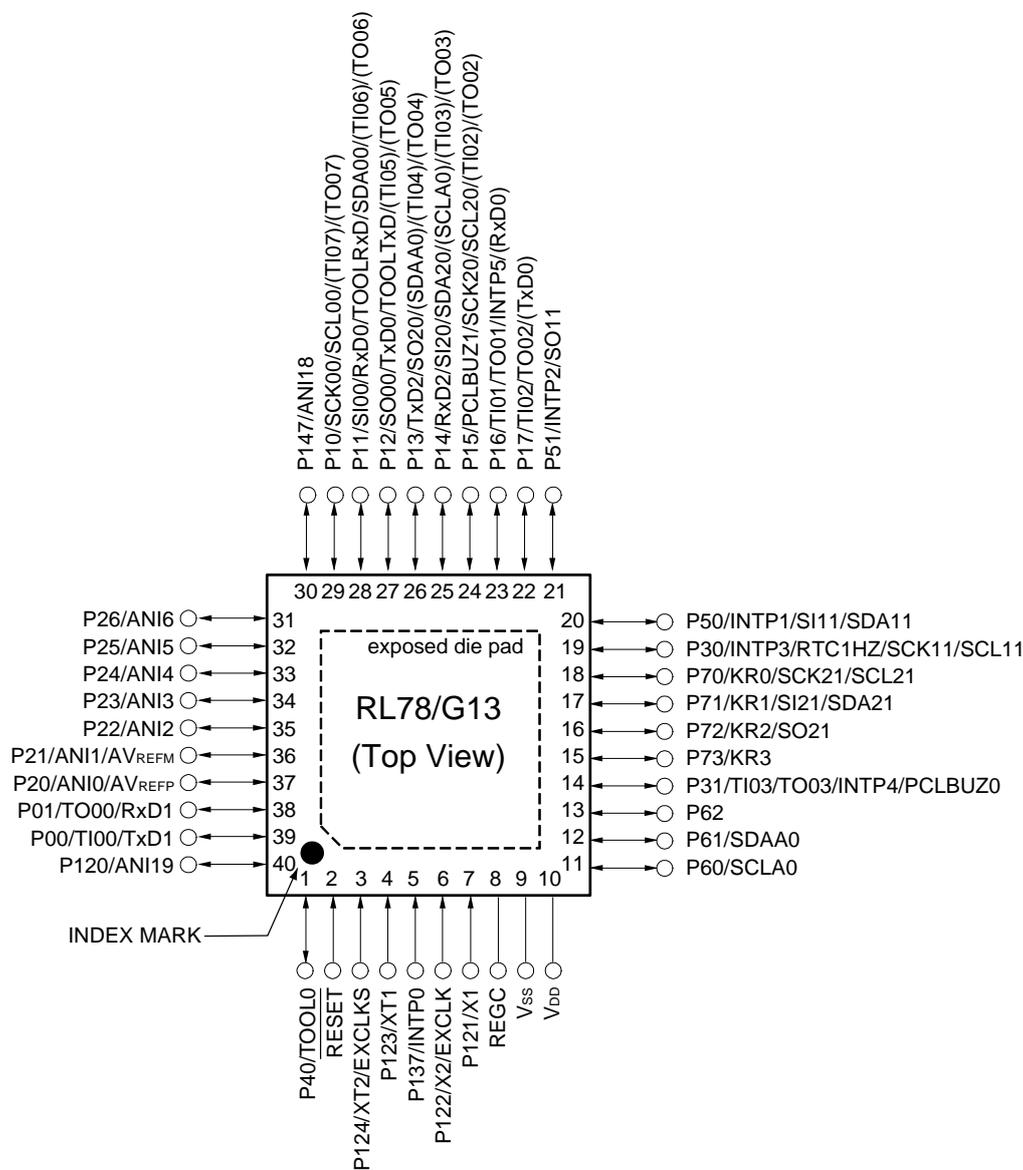 P147/ANI18
P10/SCK00/SCL00/(TI07)/(TO07)
P11/SI00/RxD0/TOOLRxD/SDA00/(TI06)/(TO06)
P12/SO00/TxD0/TOOLTxD/(TI05)/(TO05)
P13/TxD2/SO20/(SDAA0)/(TI04)/(TO04)
P14/RxD2/SI20/SDA20/(SCLA0)/(TI03)/(TO03)
P15/PCLBUZ1/SCK20/SCL20/(TI02)/(TO02)
P16/TI01/TO01/INTP5/(RxD0)
P17/TI02/TO02/(TxD0)
P51/INTP2/SO11
30 29 28 27 26 25 24 23 22 21
P26/ANI6 31
P25/ANI5 32
P24/ANI4 33
P23/ANI3 34
P22/ANI2 35
P21/ANI1/AVREFM 36
P20/ANI0/AVREFP 37
P01/TO00/RxD1 38
P00/TI00/TxD1 39
P120/ANI19 40
exposed die pad
RL78/G13
(Top View)
20 P50/INTP1/SI11/SDA11
19 P30/INTP3/RTC1HZ/SCK11/SCL11
18 P70/KR0/SCK21/SCL21
17 P71/KR1/SI21/SDA21
16 P72/KR2/SO21
15 P73/KR3
14 P31/TI03/TO03/INTP4/PCLBUZ0
13 P62
12 P61/SDAA0
11 P60/SCLA0
1 2 3 4 5 6 7 8 9 10
INDEX MARK
P40/TOOL0
RESET
P124/XT2/EXCLKS
P123/XT1
P137/INTP0
P122/X2/EXCLK
P121/X1
REGC
VSS
VDD